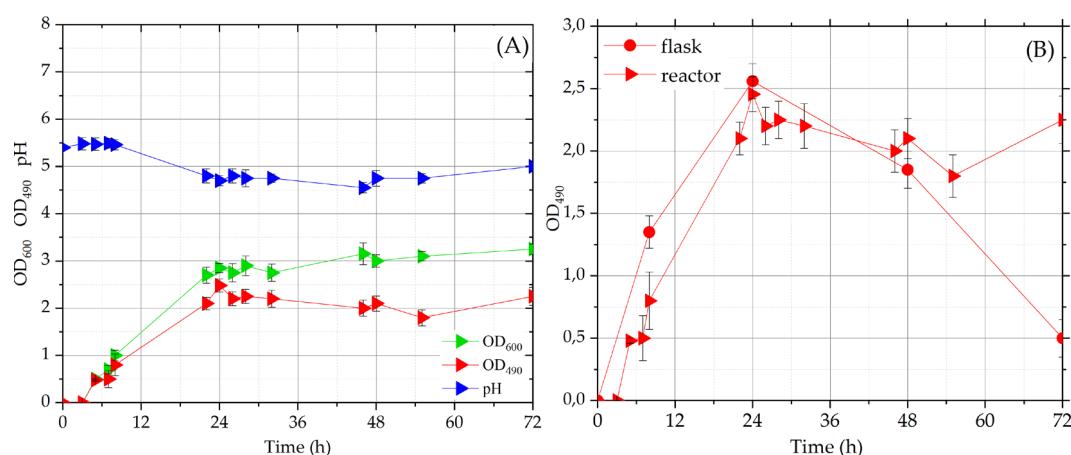 (A)
8
7
6
5
4
3
2
1
0
OD₆₀₀ OD₄₉₀ pH
OD₆₀₀
OD₄₉₀
pH
0 12 24 36 48 60 72
Time (h)
(B)
flask
reactor
3,0
2,5
2,0
1,5
1,0
0,5
0,0
OD₄₉₀
0 12 24 36 48 60 72
Time (h)